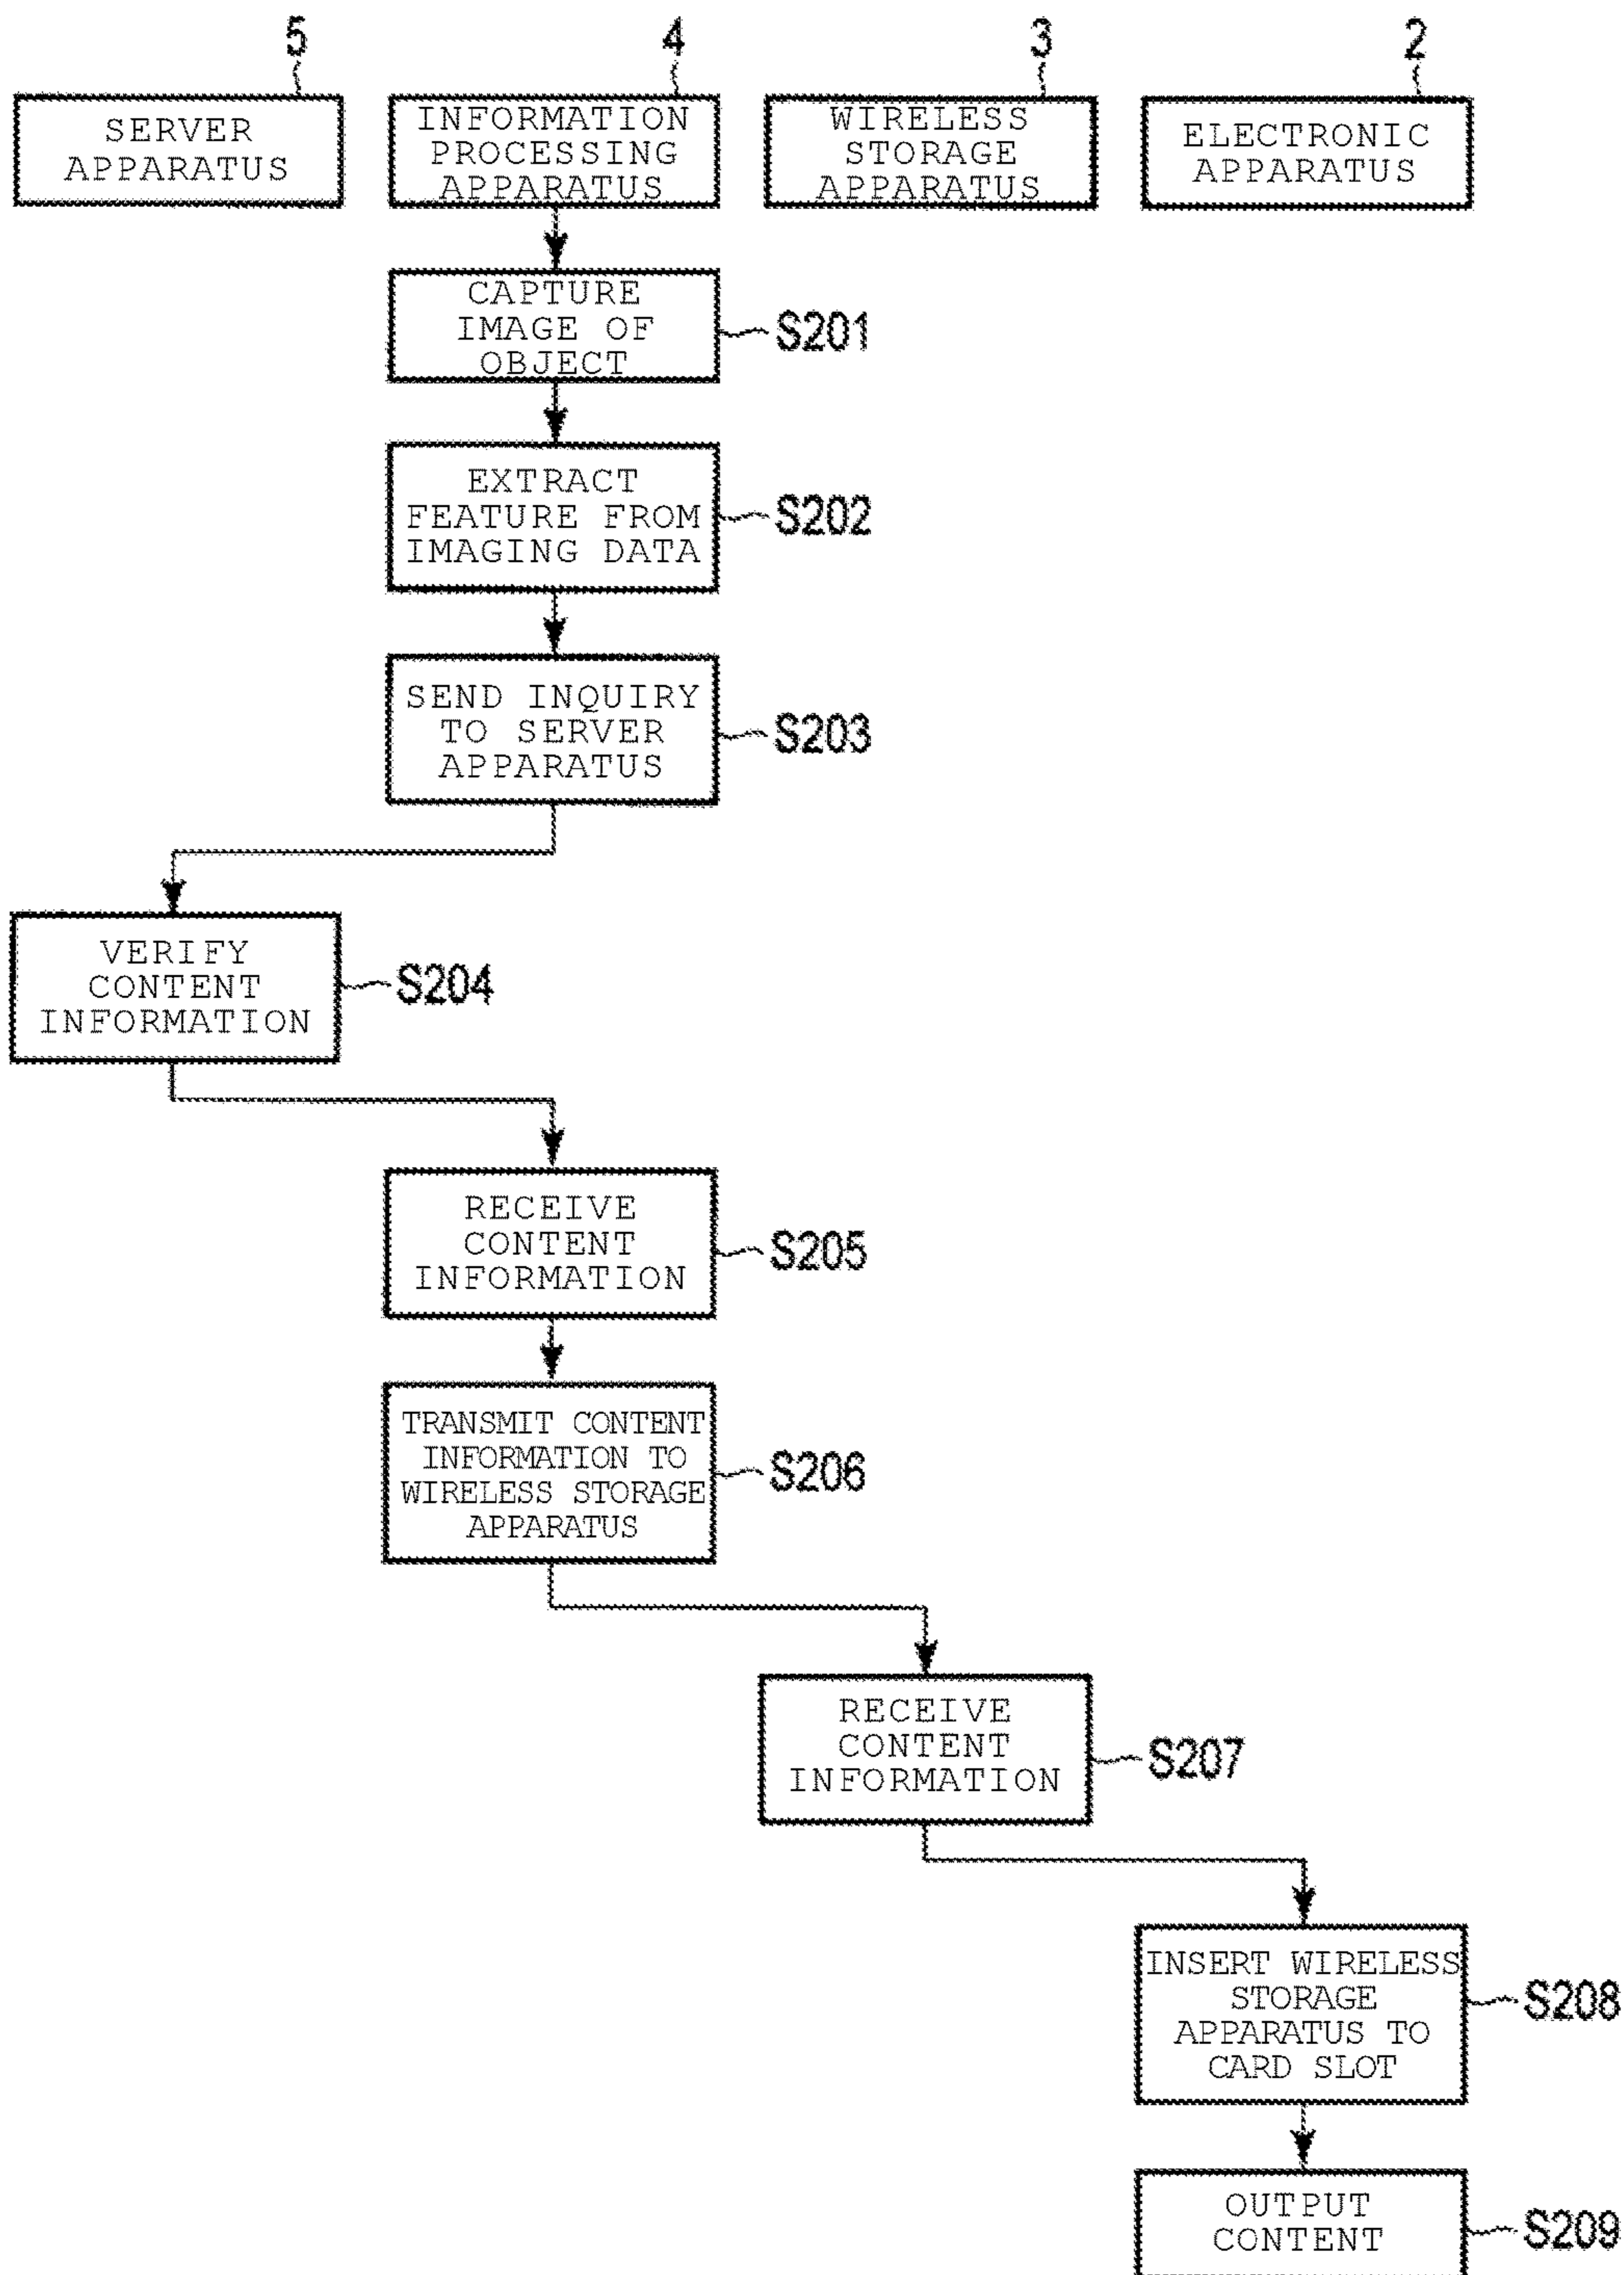 5
4
3
2
SERVER
APPARATUS
INFORMATION
PROCESSING
APPARATUS
WIRELESS
STORAGE
APPARATUS
ELECTRONIC
APPARATUS
CAPTURE
IMAGE OF
OBJECT
S201
EXTRACT
FEATURE FROM
IMAGING DATA
S202
SEND INQUIRY
TO SERVER
APPARATUS
S203
VERIFY
CONTENT
INFORMATION
S204
RECEIVE
CONTENT
INFORMATION
S205
TRANSMIT CONTENT
INFORMATION TO
WIRELESS STORAGE
APPARATUS
S206
RECEIVE
CONTENT
INFORMATION
S207
INSERT WIRELESS
STORAGE
APPARATUS TO
CARD SLOT
S208
OUTPUT
CONTENT
S209